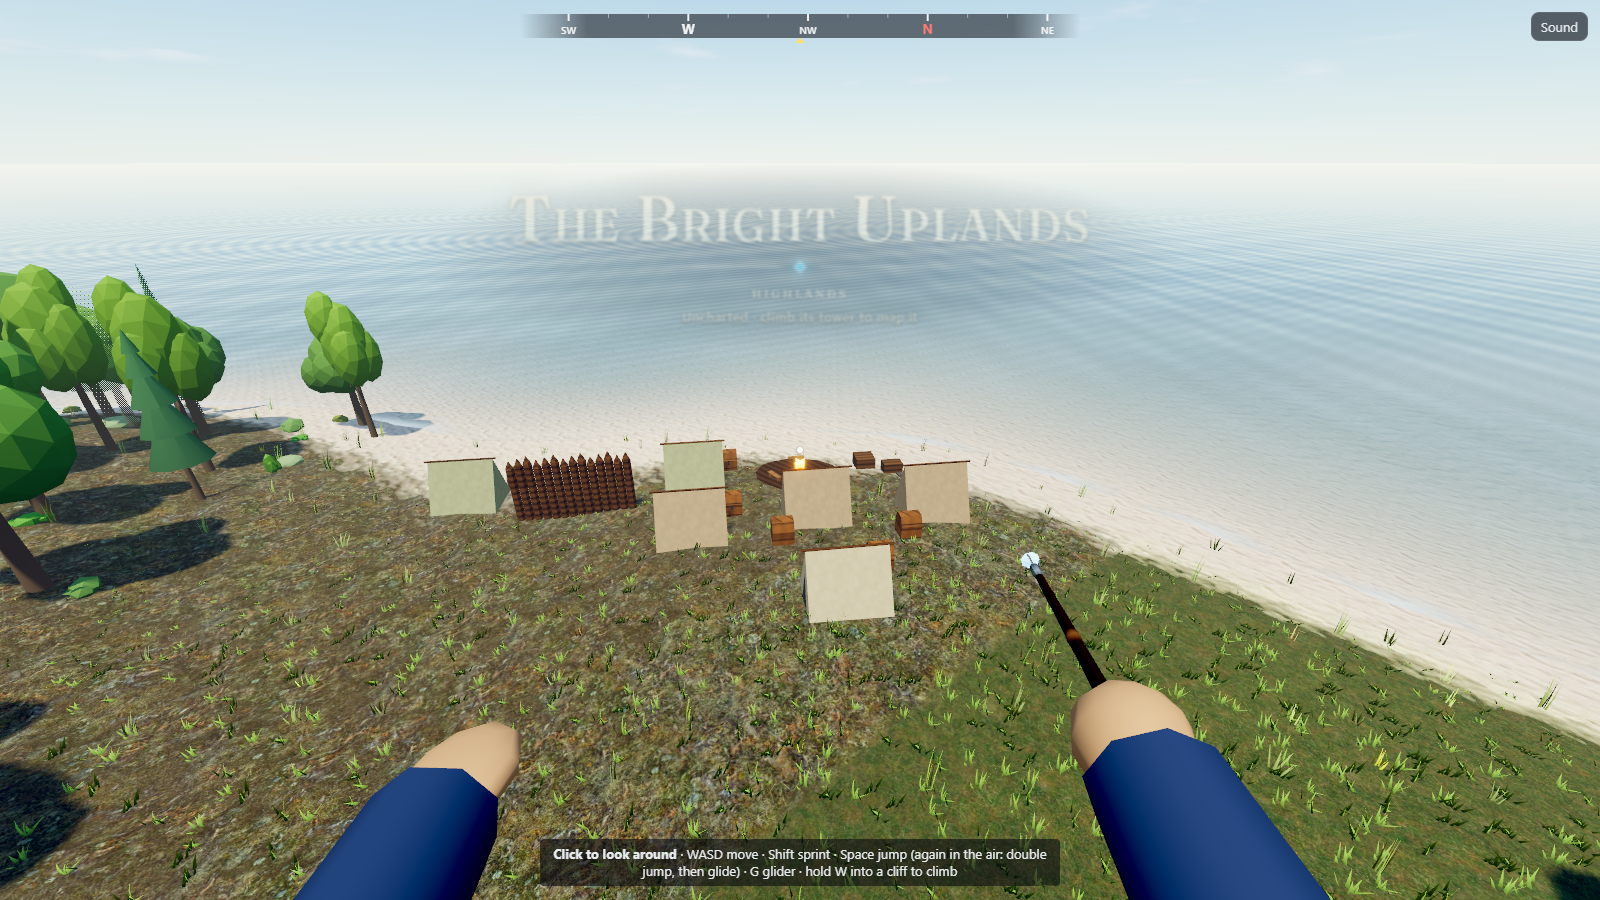 SW W NW N NE
Sound
The Bright Uplands
HIGHLANDS
Uncharted · climb its tower to map it
Click to look around · WASD move · Shift sprint · Space jump (again in the air: double
jump, then glide) · G glider · hold W into a cliff to climb